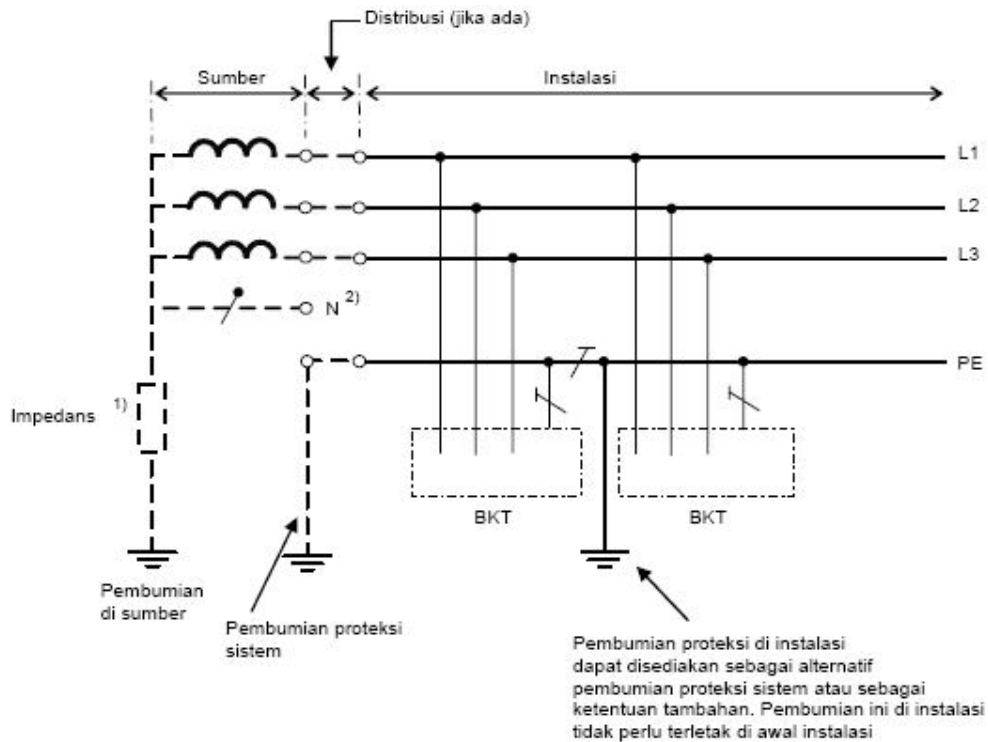 Distribusi (jika ada)
Sumber
Instalasi
L1
L2
L3
N 2)
PE
Impedans 1)
BKT
BKT
Pembumian
di sumber
Pembumian proteksi
sistem
Pembumian proteksi di instalasi
dapat disediakan sebagai alternatif
pembumian proteksi sistem atau sebagai
ketentuan tambahan. Pembumian ini di instalasi
tidak perlu terletak di awal instalasi